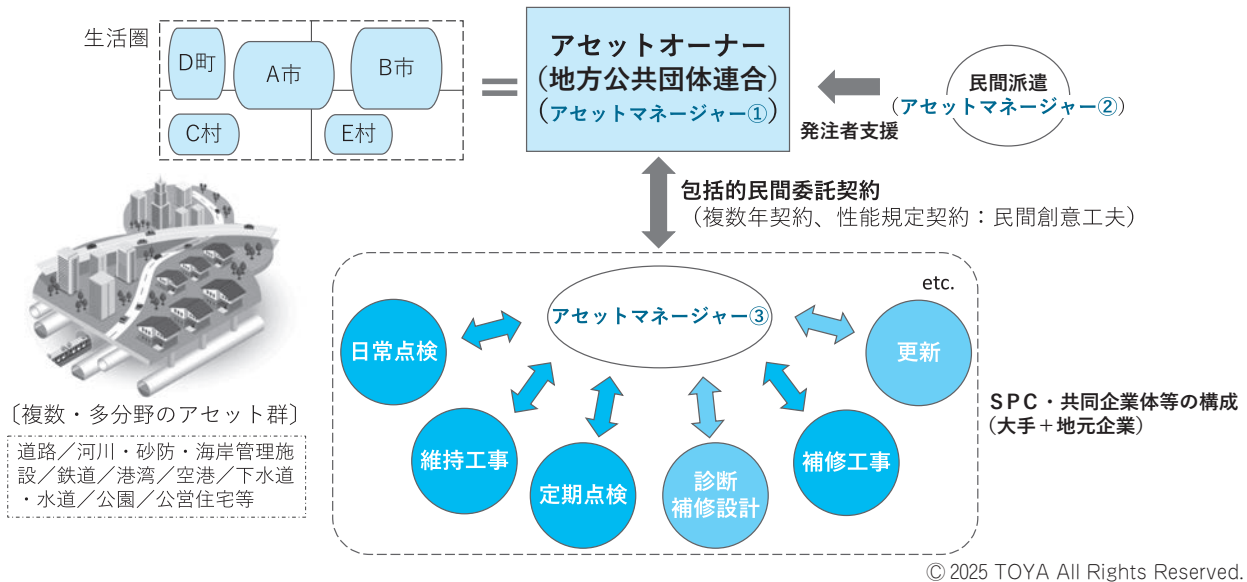 生活圏
D町
A市
B市
C村
E村
アセットオーナー
(地方公共団体連合)
(アセットマネージャー①)
民間派遣
(アセットマネージャー②)
発注者支援
包括的民間委託契約
(複数年契約、性能規定契約：民間創意工夫)
〔複数・多分野のアセット群〕
道路／河川・砂防・海岸管理施
設／鉄道／港湾／空港／下水道
・水道／公園／公営住宅等
etc.
アセットマネージャー③
日常点検
維持工事
定期点検
診断
補修設計
補修工事
更新
SPC・共同企業体等の構成
(大手＋地元企業)
© 2025 TOYA All Rights Reserved.